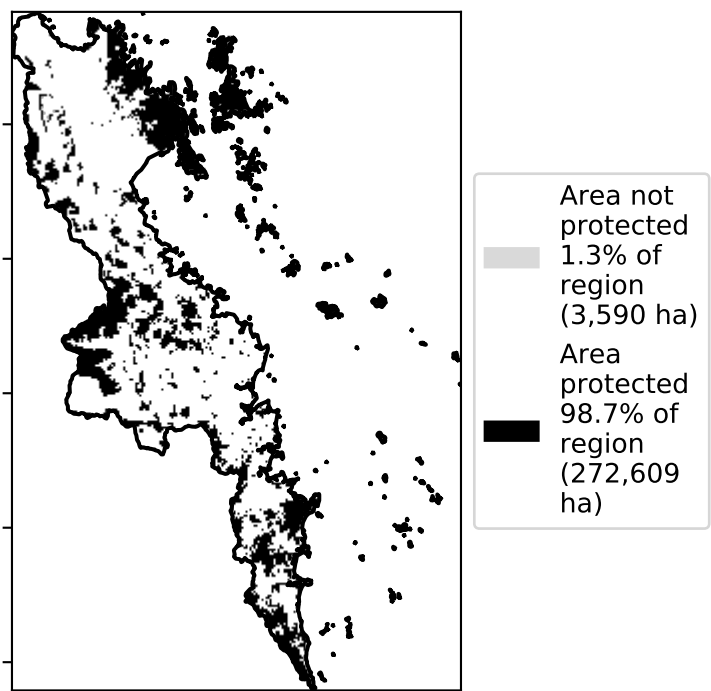 Area not
protected
1.3% of
region
(3,590 ha)
Area
protected
98.7% of
region
(272,609
ha)